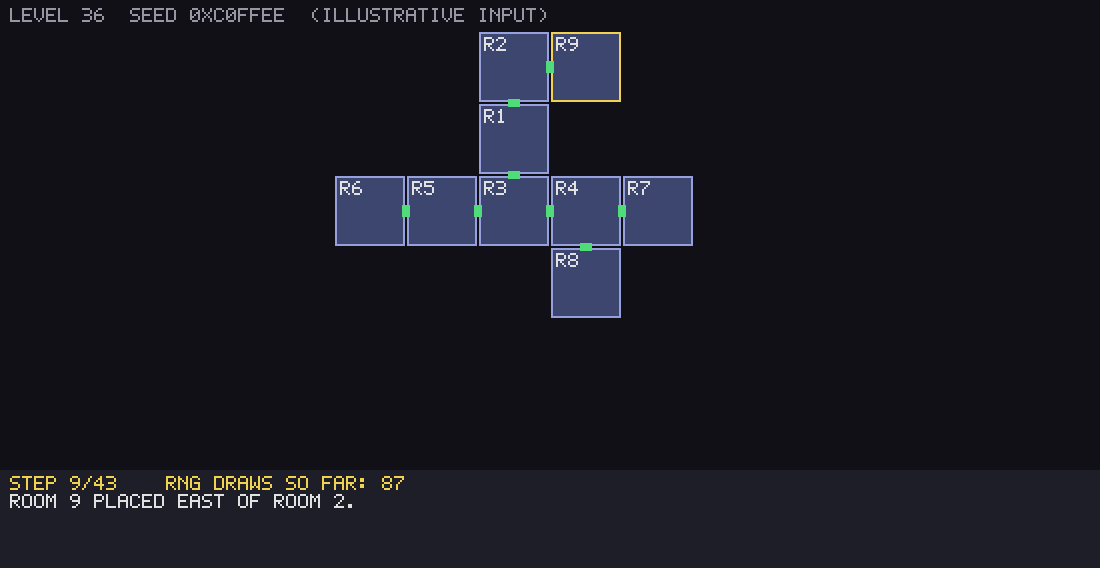 LEVEL 36  SEED 0XC0FFEE  (ILLUSTRATIVE INPUT)
R2 R9
R1
R6 R5 R3 R4 R7
R8
STEP 9/43    RNG DRAWS SO FAR: 87
ROOM 9 PLACED EAST OF ROOM 2.